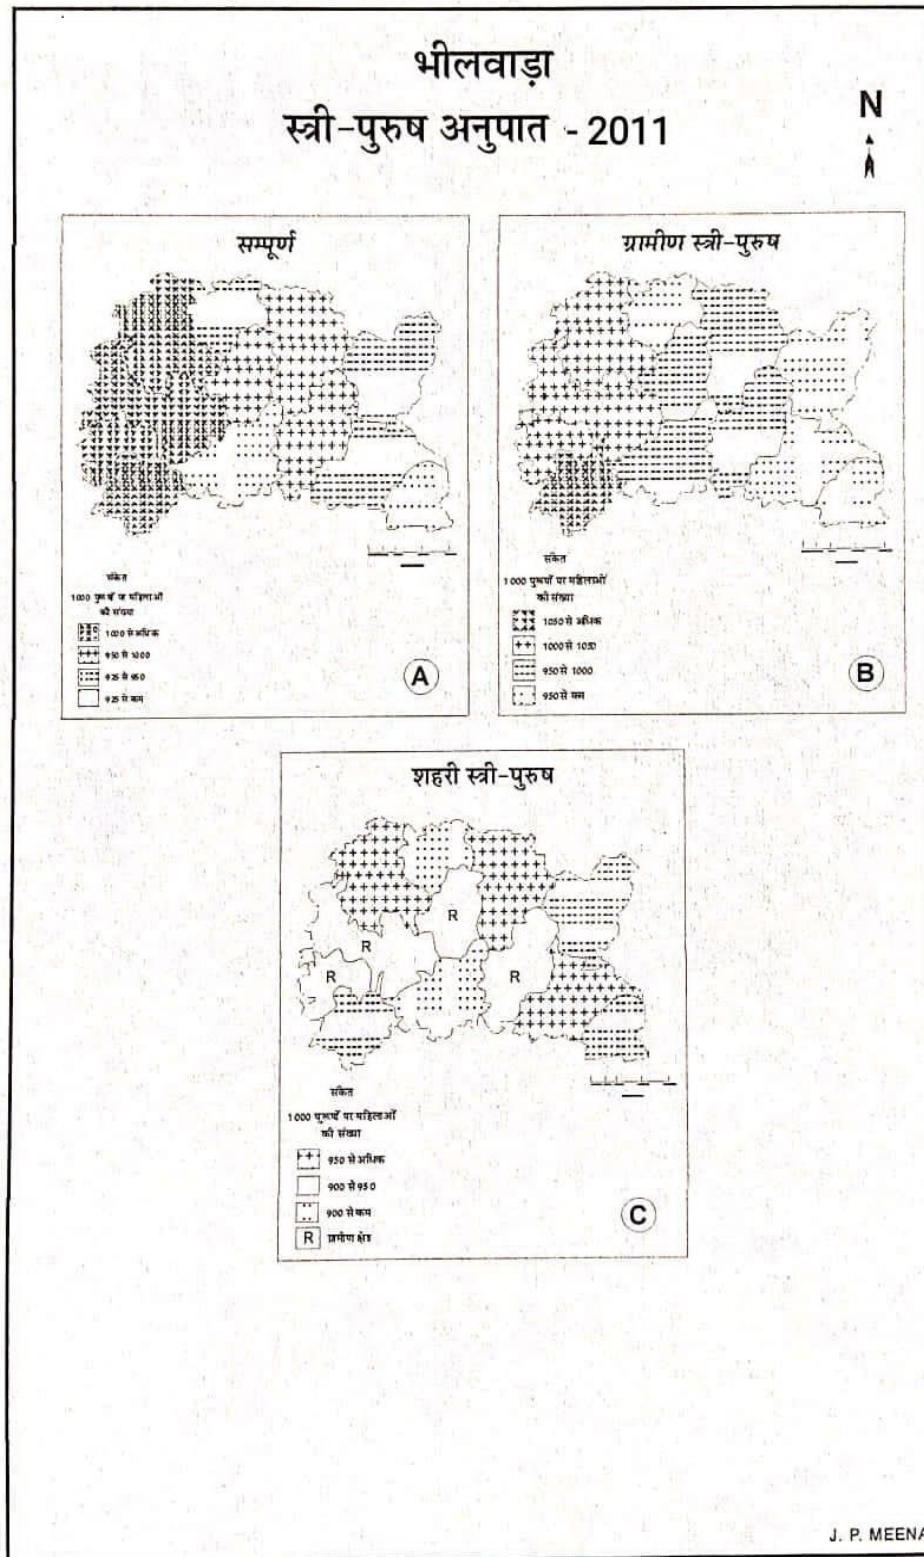 भीलवाड़ा
स्त्री-पुरुष अनुपात - 2011
N
सम्पूर्ण
संकेत
1000 पुरूषों पर महिलाओं
की संख्या
1000 से अधिक
950 से 1000
925 से 950
925 से कम
A
ग्रामीण स्त्री-पुरुष
संकेत
1000 पुरूषों पर महिलाओं
की संख्या
1050 से अधिक
1000 से 1050
950 से 1000
950 से कम
B
शहरी स्त्री-पुरुष
R
R
R
R
संकेत
1000 पुरूषों पर महिलाओं
की संख्या
950 से अधिक
900 से 950
900 से कम
R ग्रामीण क्षेत्र
C
J. P. MEENA